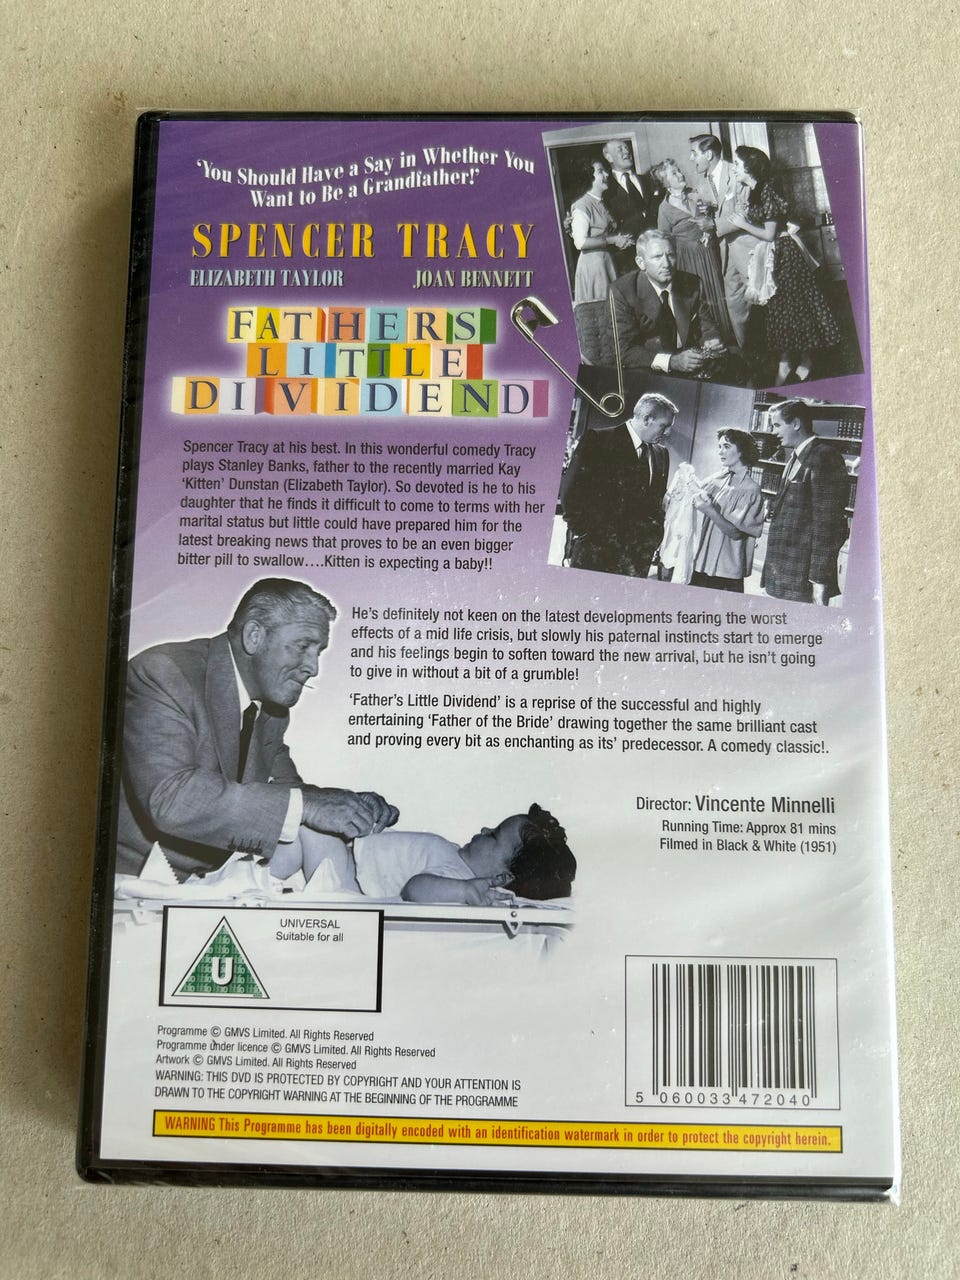 'You Should Have a Say in Whether You
Want to Be a Grandfather!'
SPENCER TRACY
ELIZABETH TAYLOR JOAN BENNETT
FATHERS
LITTLE
DIVIDEND
Spencer Tracy at his best. In this wonderful comedy Tracy
plays Stanley Banks, father to the recently married Kay
'Kitten' Dunstan (Elizabeth Taylor). So devoted is he to his
daughter that he finds it difficult to come to terms with her
marital status but little could have prepared him for the
latest breaking news that proves to be an even bigger
bitter pill to swallow....Kitten is expecting a baby!!
He's definitely not keen on the latest developments fearing the worst
effects of a mid life crisis, but slowly his paternal instincts start to emerge
and his feelings begin to soften toward the new arrival, but he isn't going
to give in without a bit of a grumble!
'Father's Little Dividend' is a reprise of the successful and highly
entertaining 'Father of the Bride' drawing together the same brilliant cast
and proving every bit as enchanting as its' predecessor. A comedy classic!.
Director: Vincente Minnelli
Running Time: Approx 81 mins
Filmed in Black & White (1951)
UNIVERSAL
Suitable for all
U
Programme © GMVS Limited. All Rights Reserved
Programme under licence © GMVS Limited. All Rights Reserved
Artwork © GMVS Limited. All Rights Reserved
WARNING: THIS DVD IS PROTECTED BY COPYRIGHT AND YOUR ATTENTION IS
DRAWN TO THE COPYRIGHT WARNING AT THE BEGINNING OF THE PROGRAMME
5 060033 472040
WARNING This Programme has been digitally encoded with an identification watermark in order to protect the copyright herein.